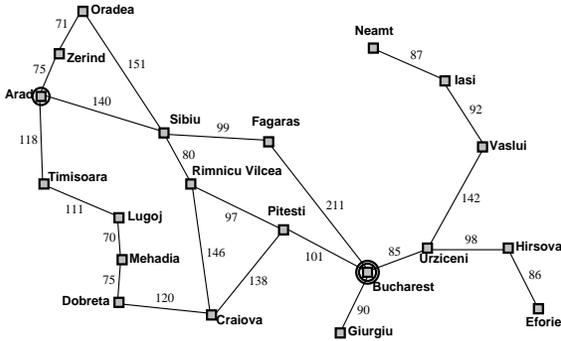 Oradea
71
Neamt
87
Zerind
75
151
Iasi
Arad
140
92
Sibiu
Fagaras
99
118
80
Vaslui
Timisoara
Rimnicu Vilcea
111
97
211
142
Lugoj
Pitesti
70
146
101
85
98
Hirsova
Mehadia
Urziceni
75
138
86
Bucharest
Dobreta
120
90
Craiova
Eforie
Giurgiu